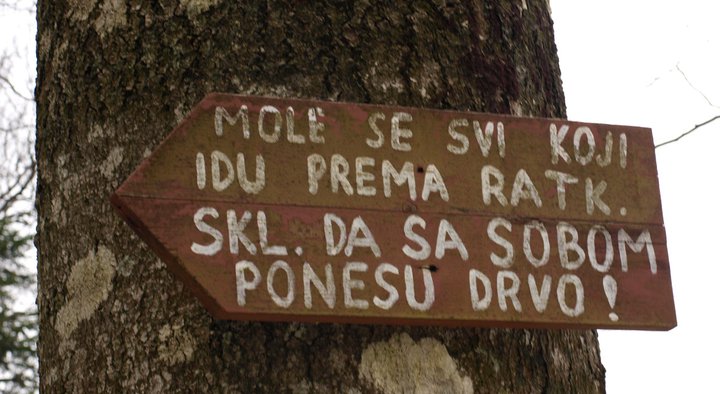 MOLE SE SVI KOJI
IDU PREMA RATK.
SKL. DA SA SOBOM
PONESU DRVO!